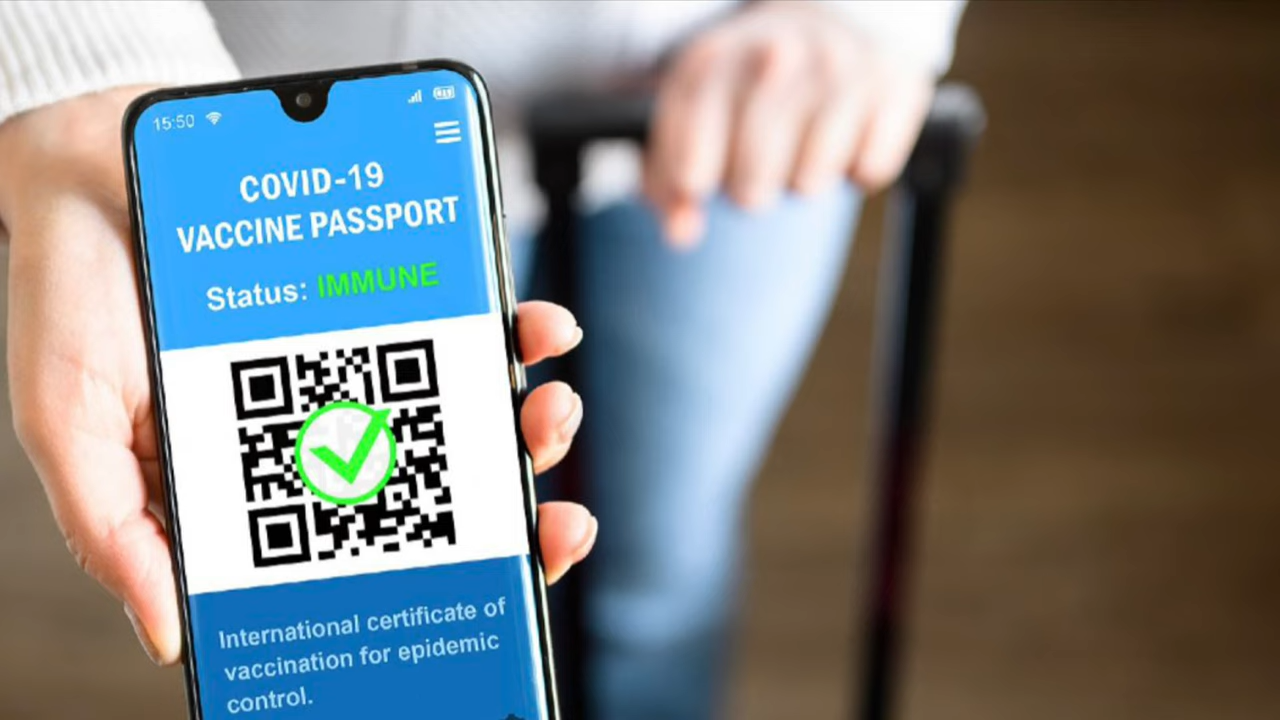 15:50
COVID-19
VACCINE PASSPORT
Status: IMMUNE
International certificate of
vaccination for epidemic
control.